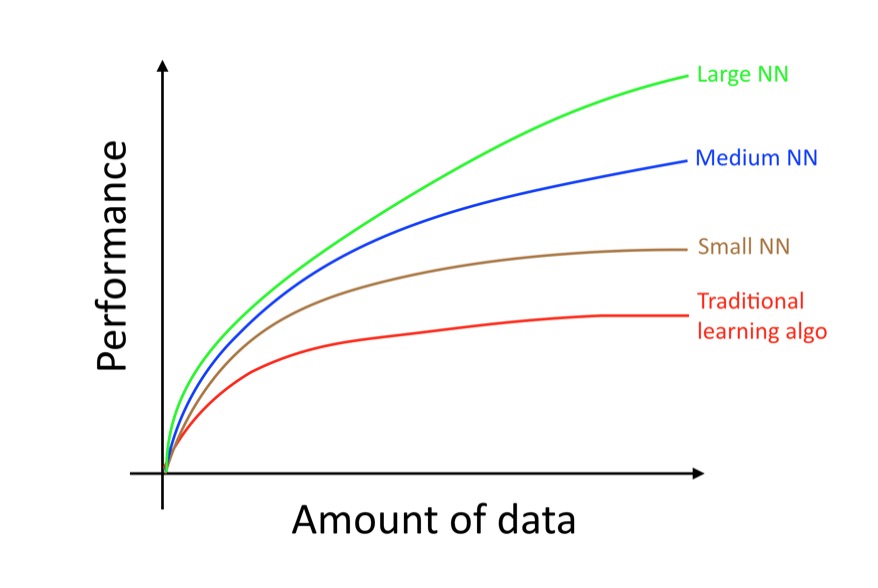 Performance
Large NN
Medium NN
Small NN
Traditional
learning algo
Amount of data